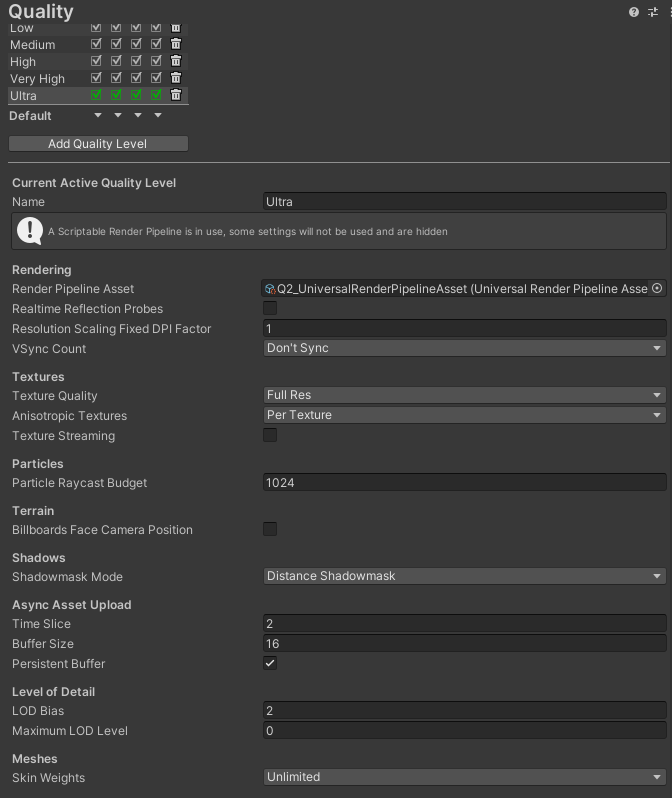 Quality
Low
Medium
High
Very High
Ultra
Default
Add Quality Level
Current Active Quality Level
Name Ultra
A Scriptable Render Pipeline is in use, some settings will not be used and are hidden
Rendering
Render Pipeline Asset Q2_UniversalRenderPipelineAsset (Universal Render Pipeline Asse
Realtime Reflection Probes
Resolution Scaling Fixed DPI Factor 1
VSync Count Don't Sync
Textures
Texture Quality Full Res
Anisotropic Textures Per Texture
Texture Streaming
Particles
Particle Raycast Budget 1024
Terrain
Billboards Face Camera Position
Shadows
Shadowmask Mode Distance Shadowmask
Async Asset Upload
Time Slice 2
Buffer Size 16
Persistent Buffer
Level of Detail
LOD Bias 2
Maximum LOD Level 0
Meshes
Skin Weights Unlimited